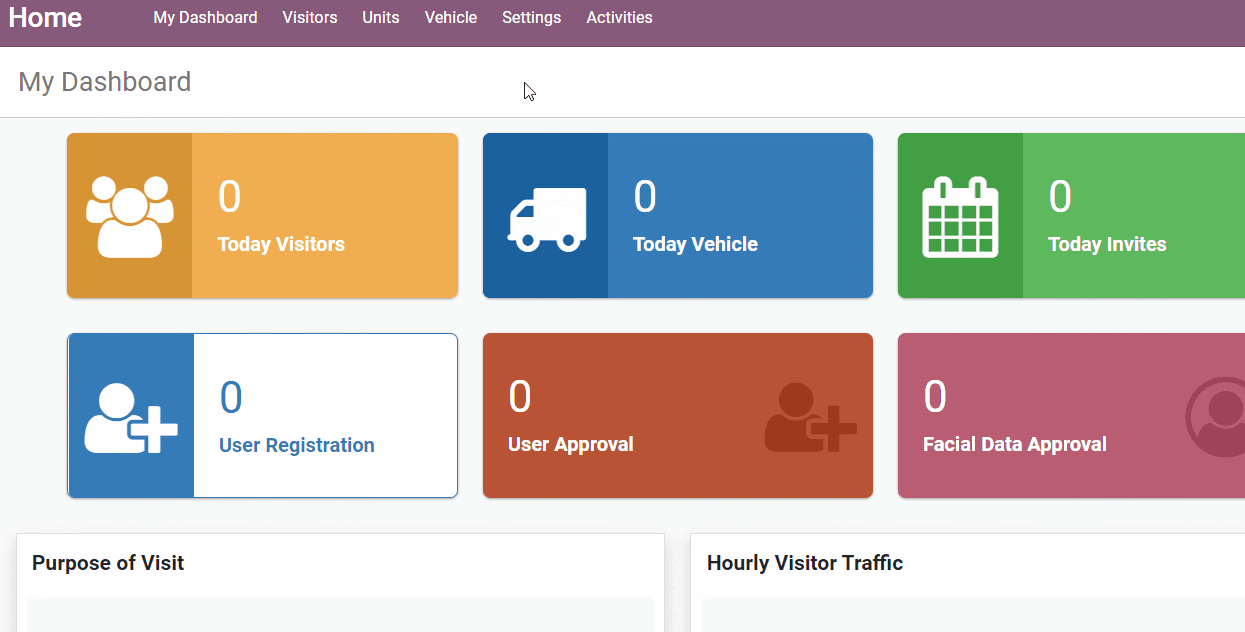 Home My Dashboard Visitors Units Vehicle Settings Activities
My Dashboard
0 0 0
Today Visitors Today Vehicle Today Invites
0 0 0
User Registration User Approval Facial Data Approval
Purpose of Visit Hourly Visitor Traffic